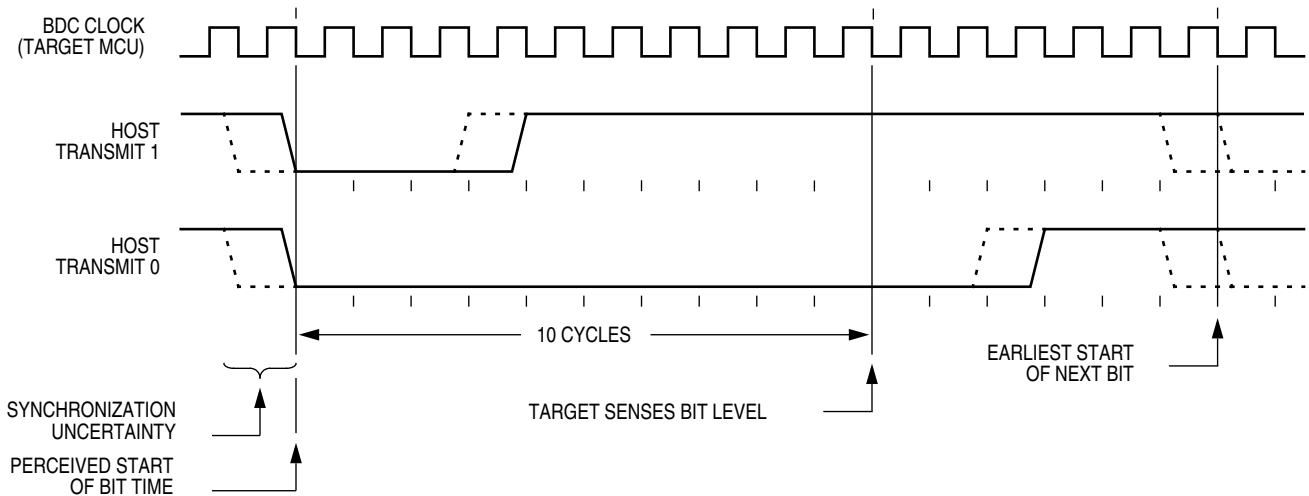 BDC CLOCK
(TARGET MCU)
HOST
TRANSMIT 1
HOST
TRANSMIT 0
10 CYCLES
EARLIEST START
OF NEXT BIT
SYNCHRONIZATION
UNCERTAINTY
TARGET SENSES BIT LEVEL
PERCEIVED START
OF BIT TIME